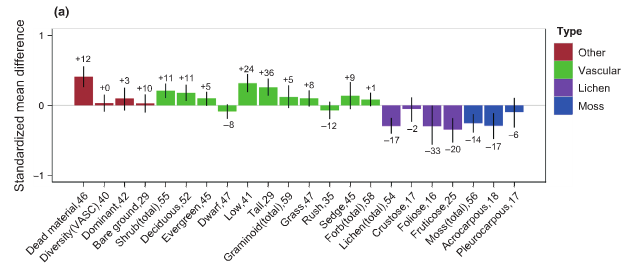 (a)
Standardized mean difference
1
0
−1
+12
+0
+3
+10
+11
+11
+5
−8
+24
+36
+5
+8
−12
+9
+1
−17
−2
−33
−20
−14
−17
−6
Dead material,46
Diversity(VASC),40
Dominant,42
Bare ground,29
Shrub(total),55
Deciduous,52
Evergreen,45
Dwarf,47
Low,41
Tall,29
Graminoid(total),59
Grass,47
Rush,35
Sedge,45
Forb(total),58
Lichen(total),54
Crustose,17
Foliose,16
Fruticose,25
Moss(total),56
Acrocarpous,18
Pleurocarpous,17
Type
Other
Vascular
Lichen
Moss